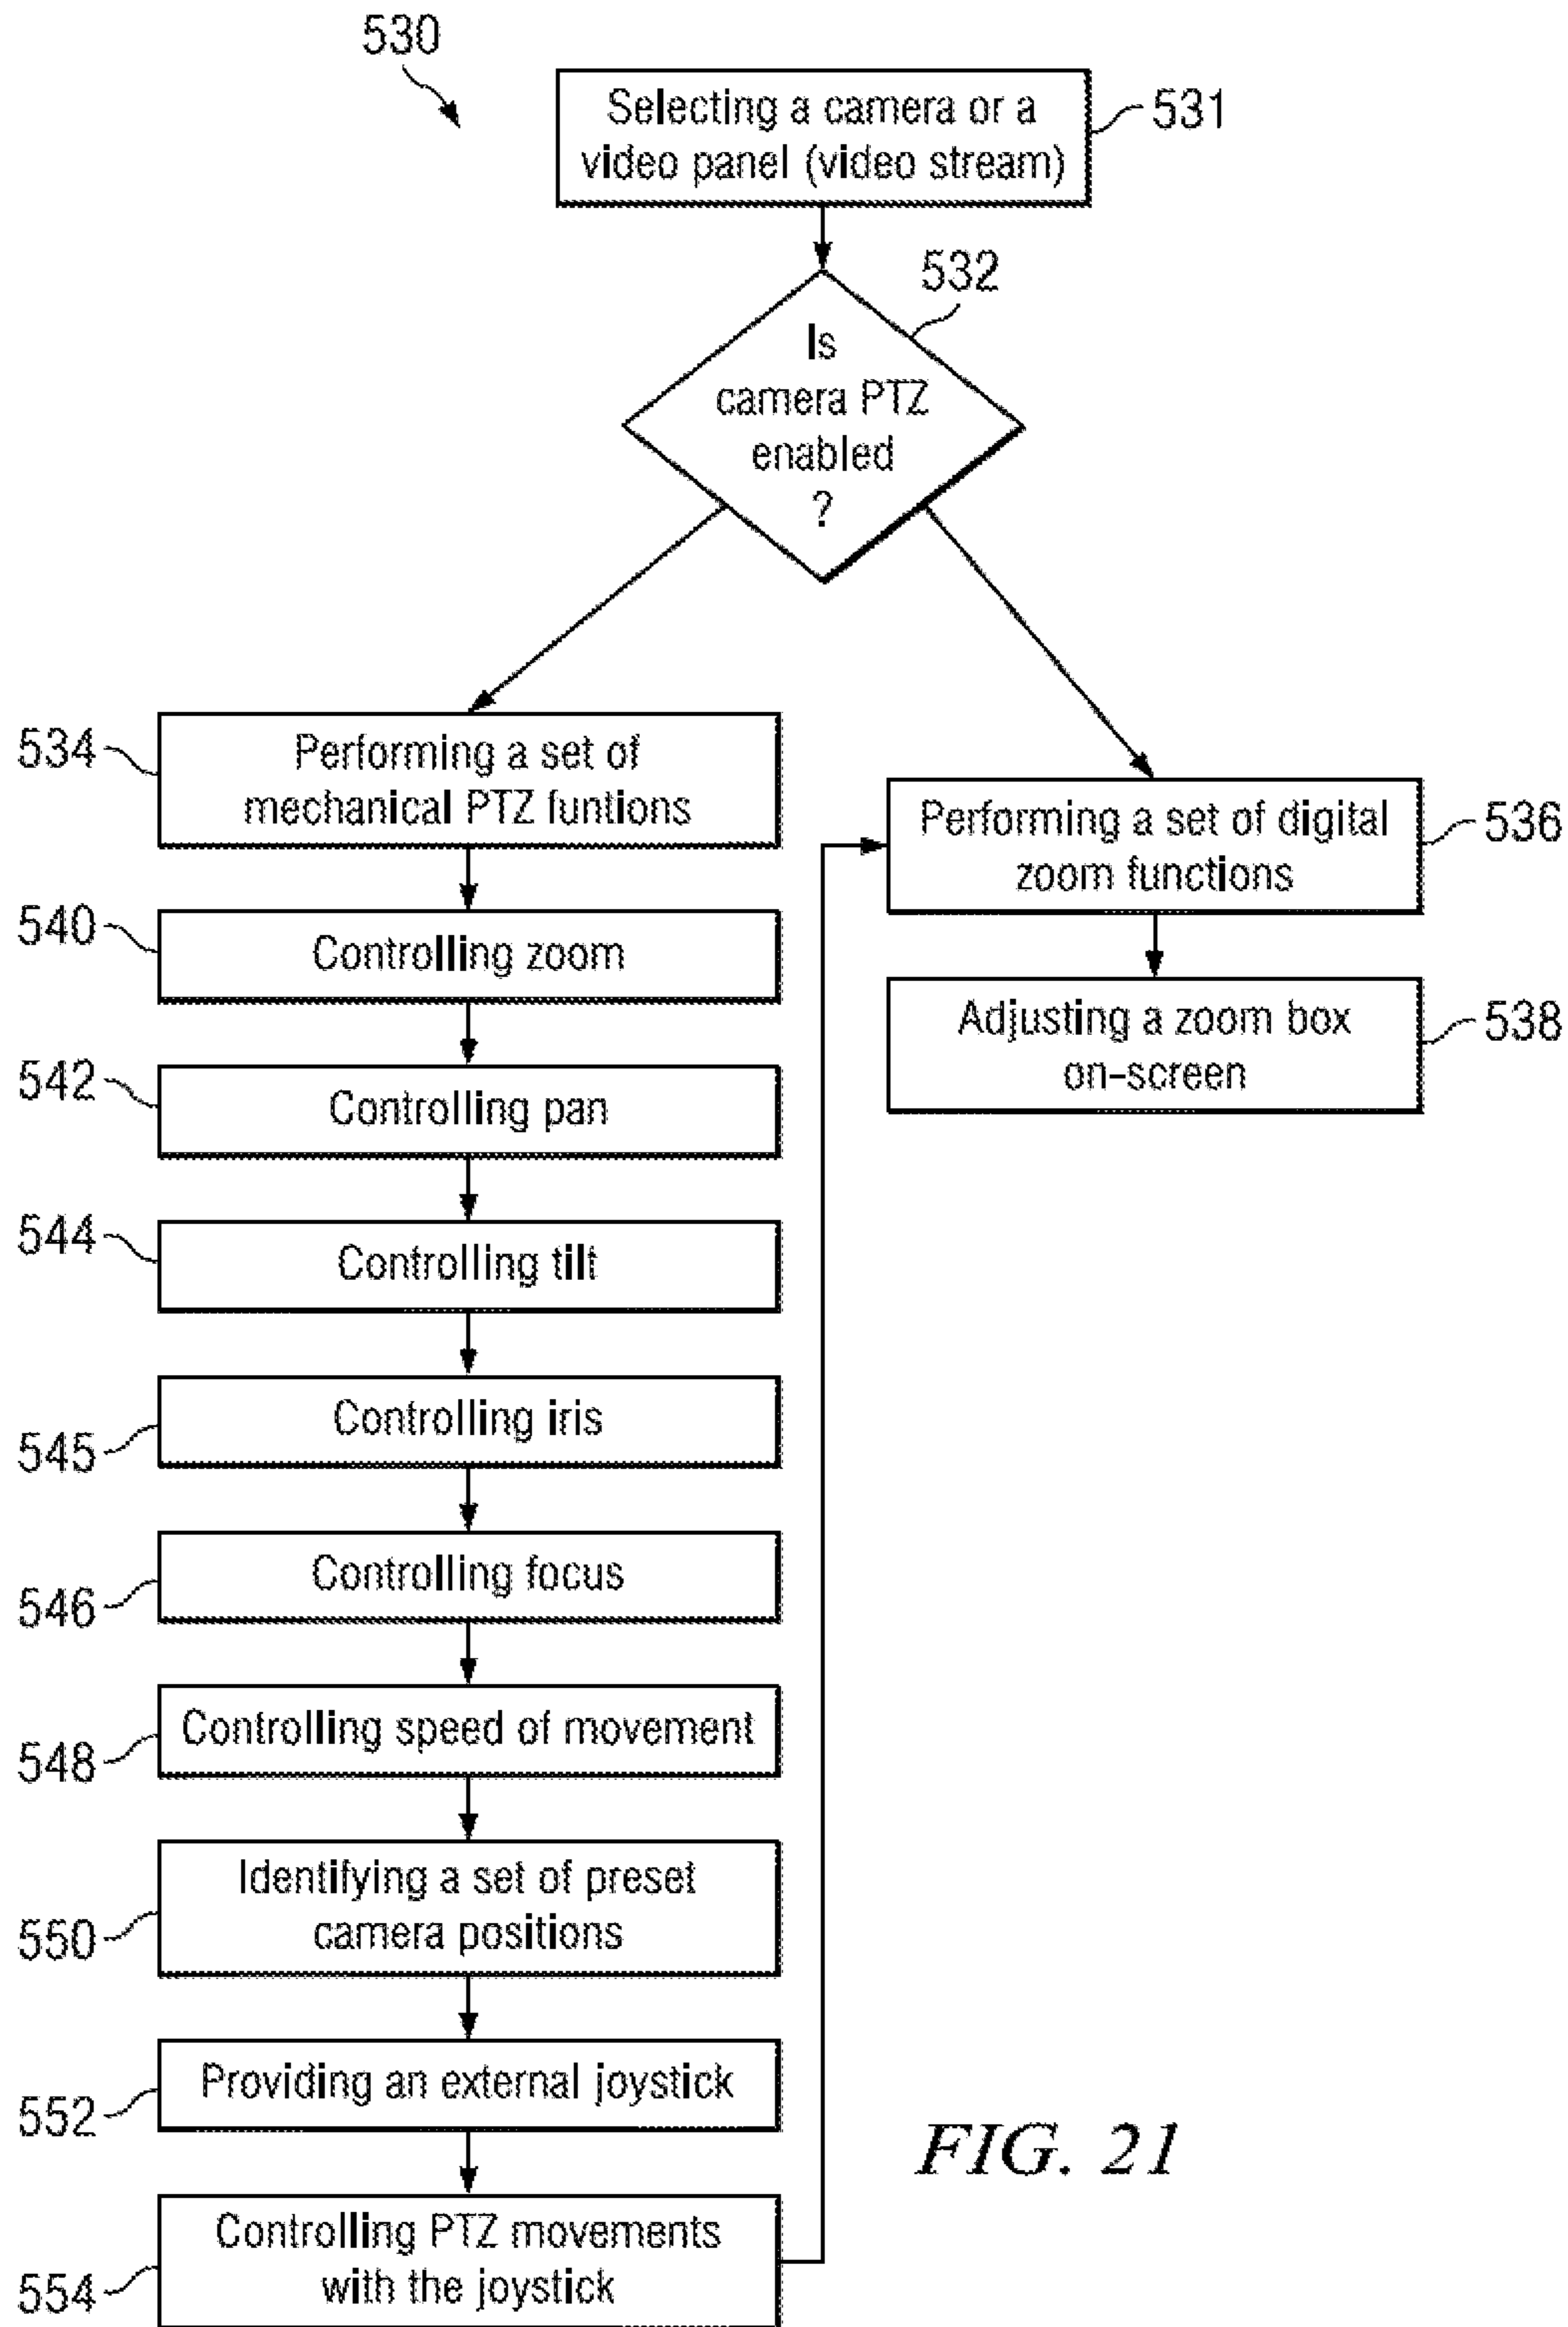 530
Selecting a camera or a
video panel (video stream)
531
532
Is
camera PTZ
enabled
?
534
Performing a set of
mechanical PTZ funtions
Performing a set of digital
zoom functions
536
540
Controlling zoom
Adjusting a zoom box
on-screen
538
542
Controlling pan
544
Controlling tilt
545
Controlling iris
546
Controlling focus
548
Controlling speed of movement
550
Identifying a set of preset
camera positions
552
Providing an external joystick
554
Controlling PTZ movements
with the joystick
FIG. 21